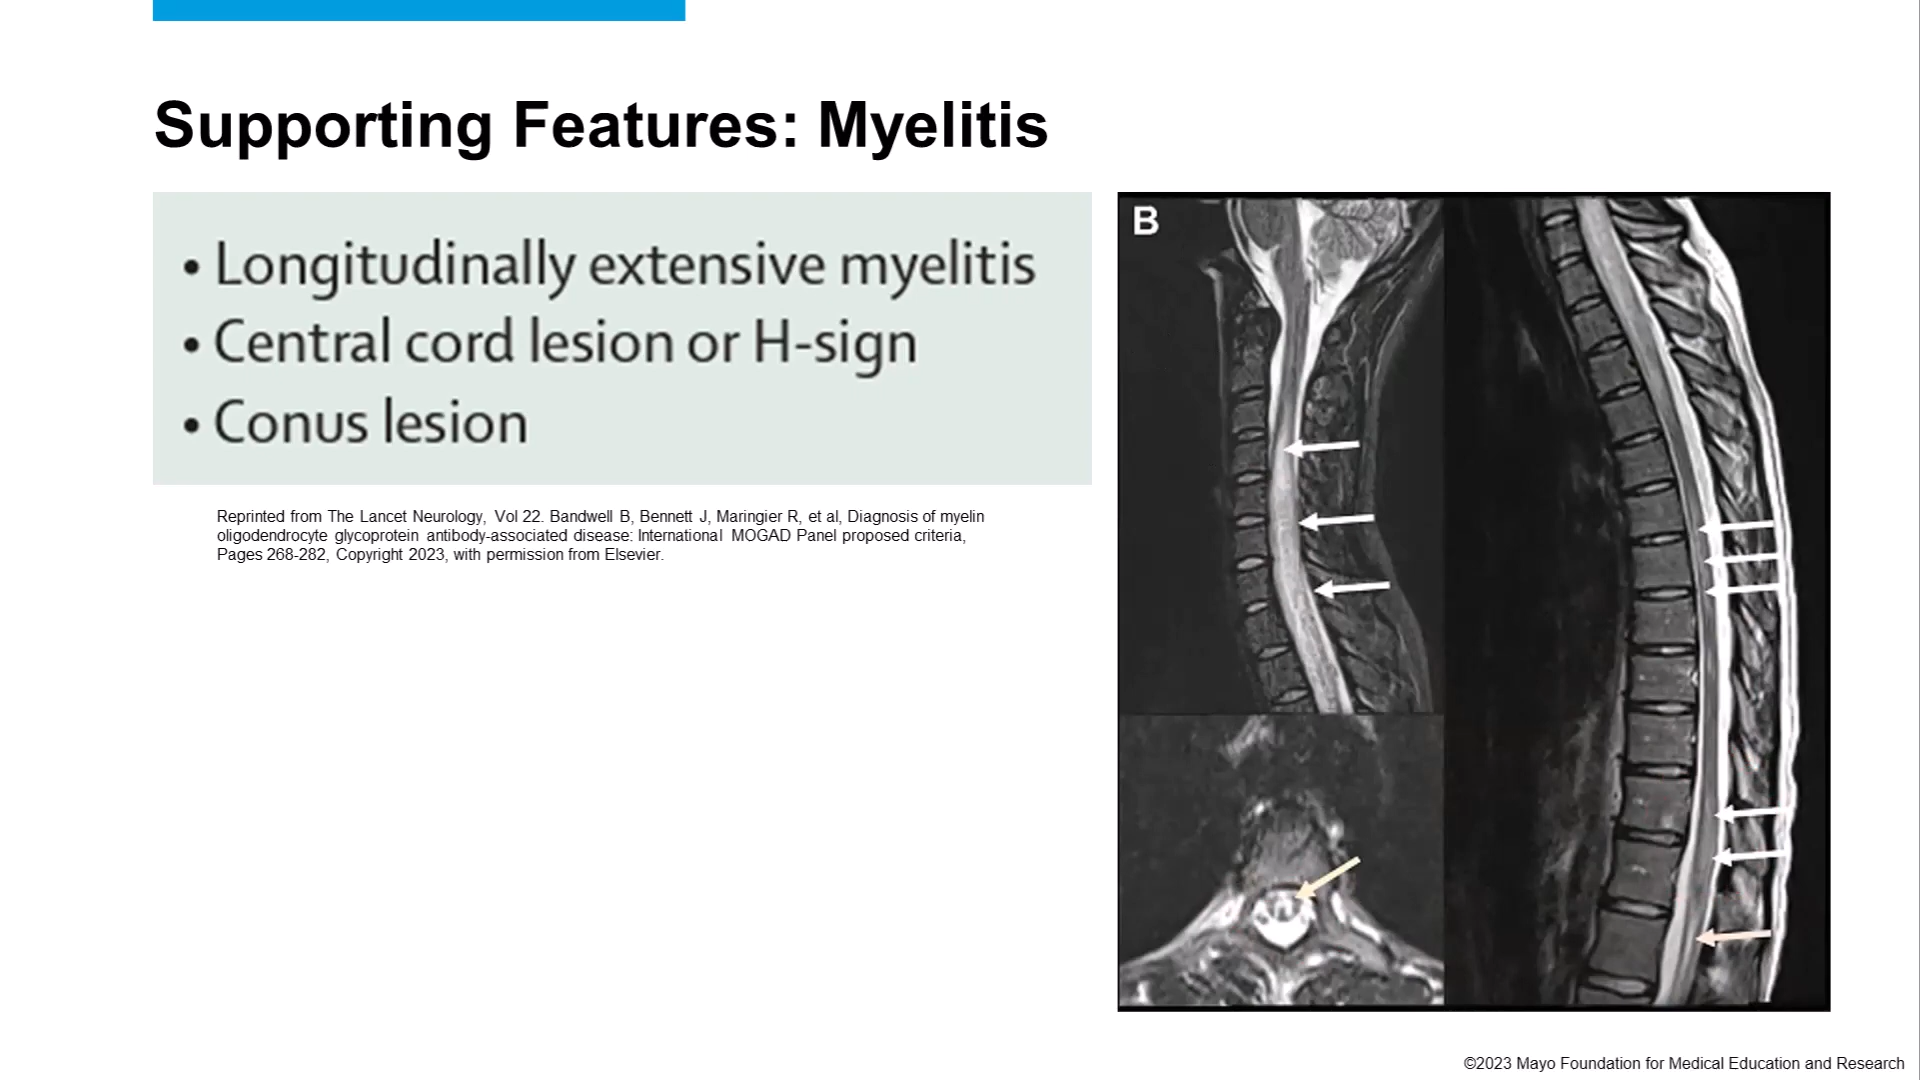 Supporting Features: Myelitis
• Longitudinally extensive myelitis
• Central cord lesion or H-sign
• Conus lesion
Reprinted from The Lancet Neurology, Vol 22. Bandwell B, Bennett J, Maringier R, et al, Diagnosis of myelin
oligodendrocyte glycoprotein antibody-associated disease: International MOGAD Panel proposed criteria,
Pages 268-282, Copyright 2023, with permission from Elsevier.
B
©2023 Mayo Foundation for Medical Education and Research